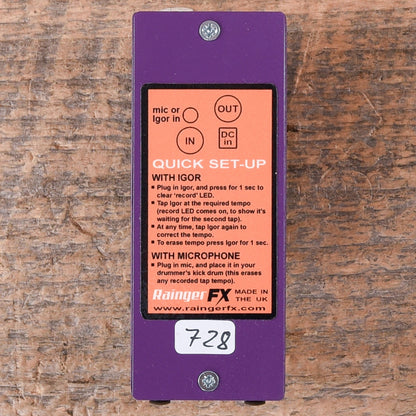 mic or
Igor in
OUT
IN
DC
in
QUICK SET-UP
WITH IGOR
• Plug in igor, and press for 1 sec to
clear 'record' LED.
• Tap Igor at the required tempo
(record LED comes on, to show it's
waiting for the second tap).
• At any time, tap Igor again to
correct the tempo.
• To erase tempo press Igor for 1 sec.
WITH MICROPHONE
• Plug in mic, and place it in your
drummer's kick drum (this erases
any recorded tap tempo).
Rainger FX MADE IN
THE UK
www.raingerfx.com
728